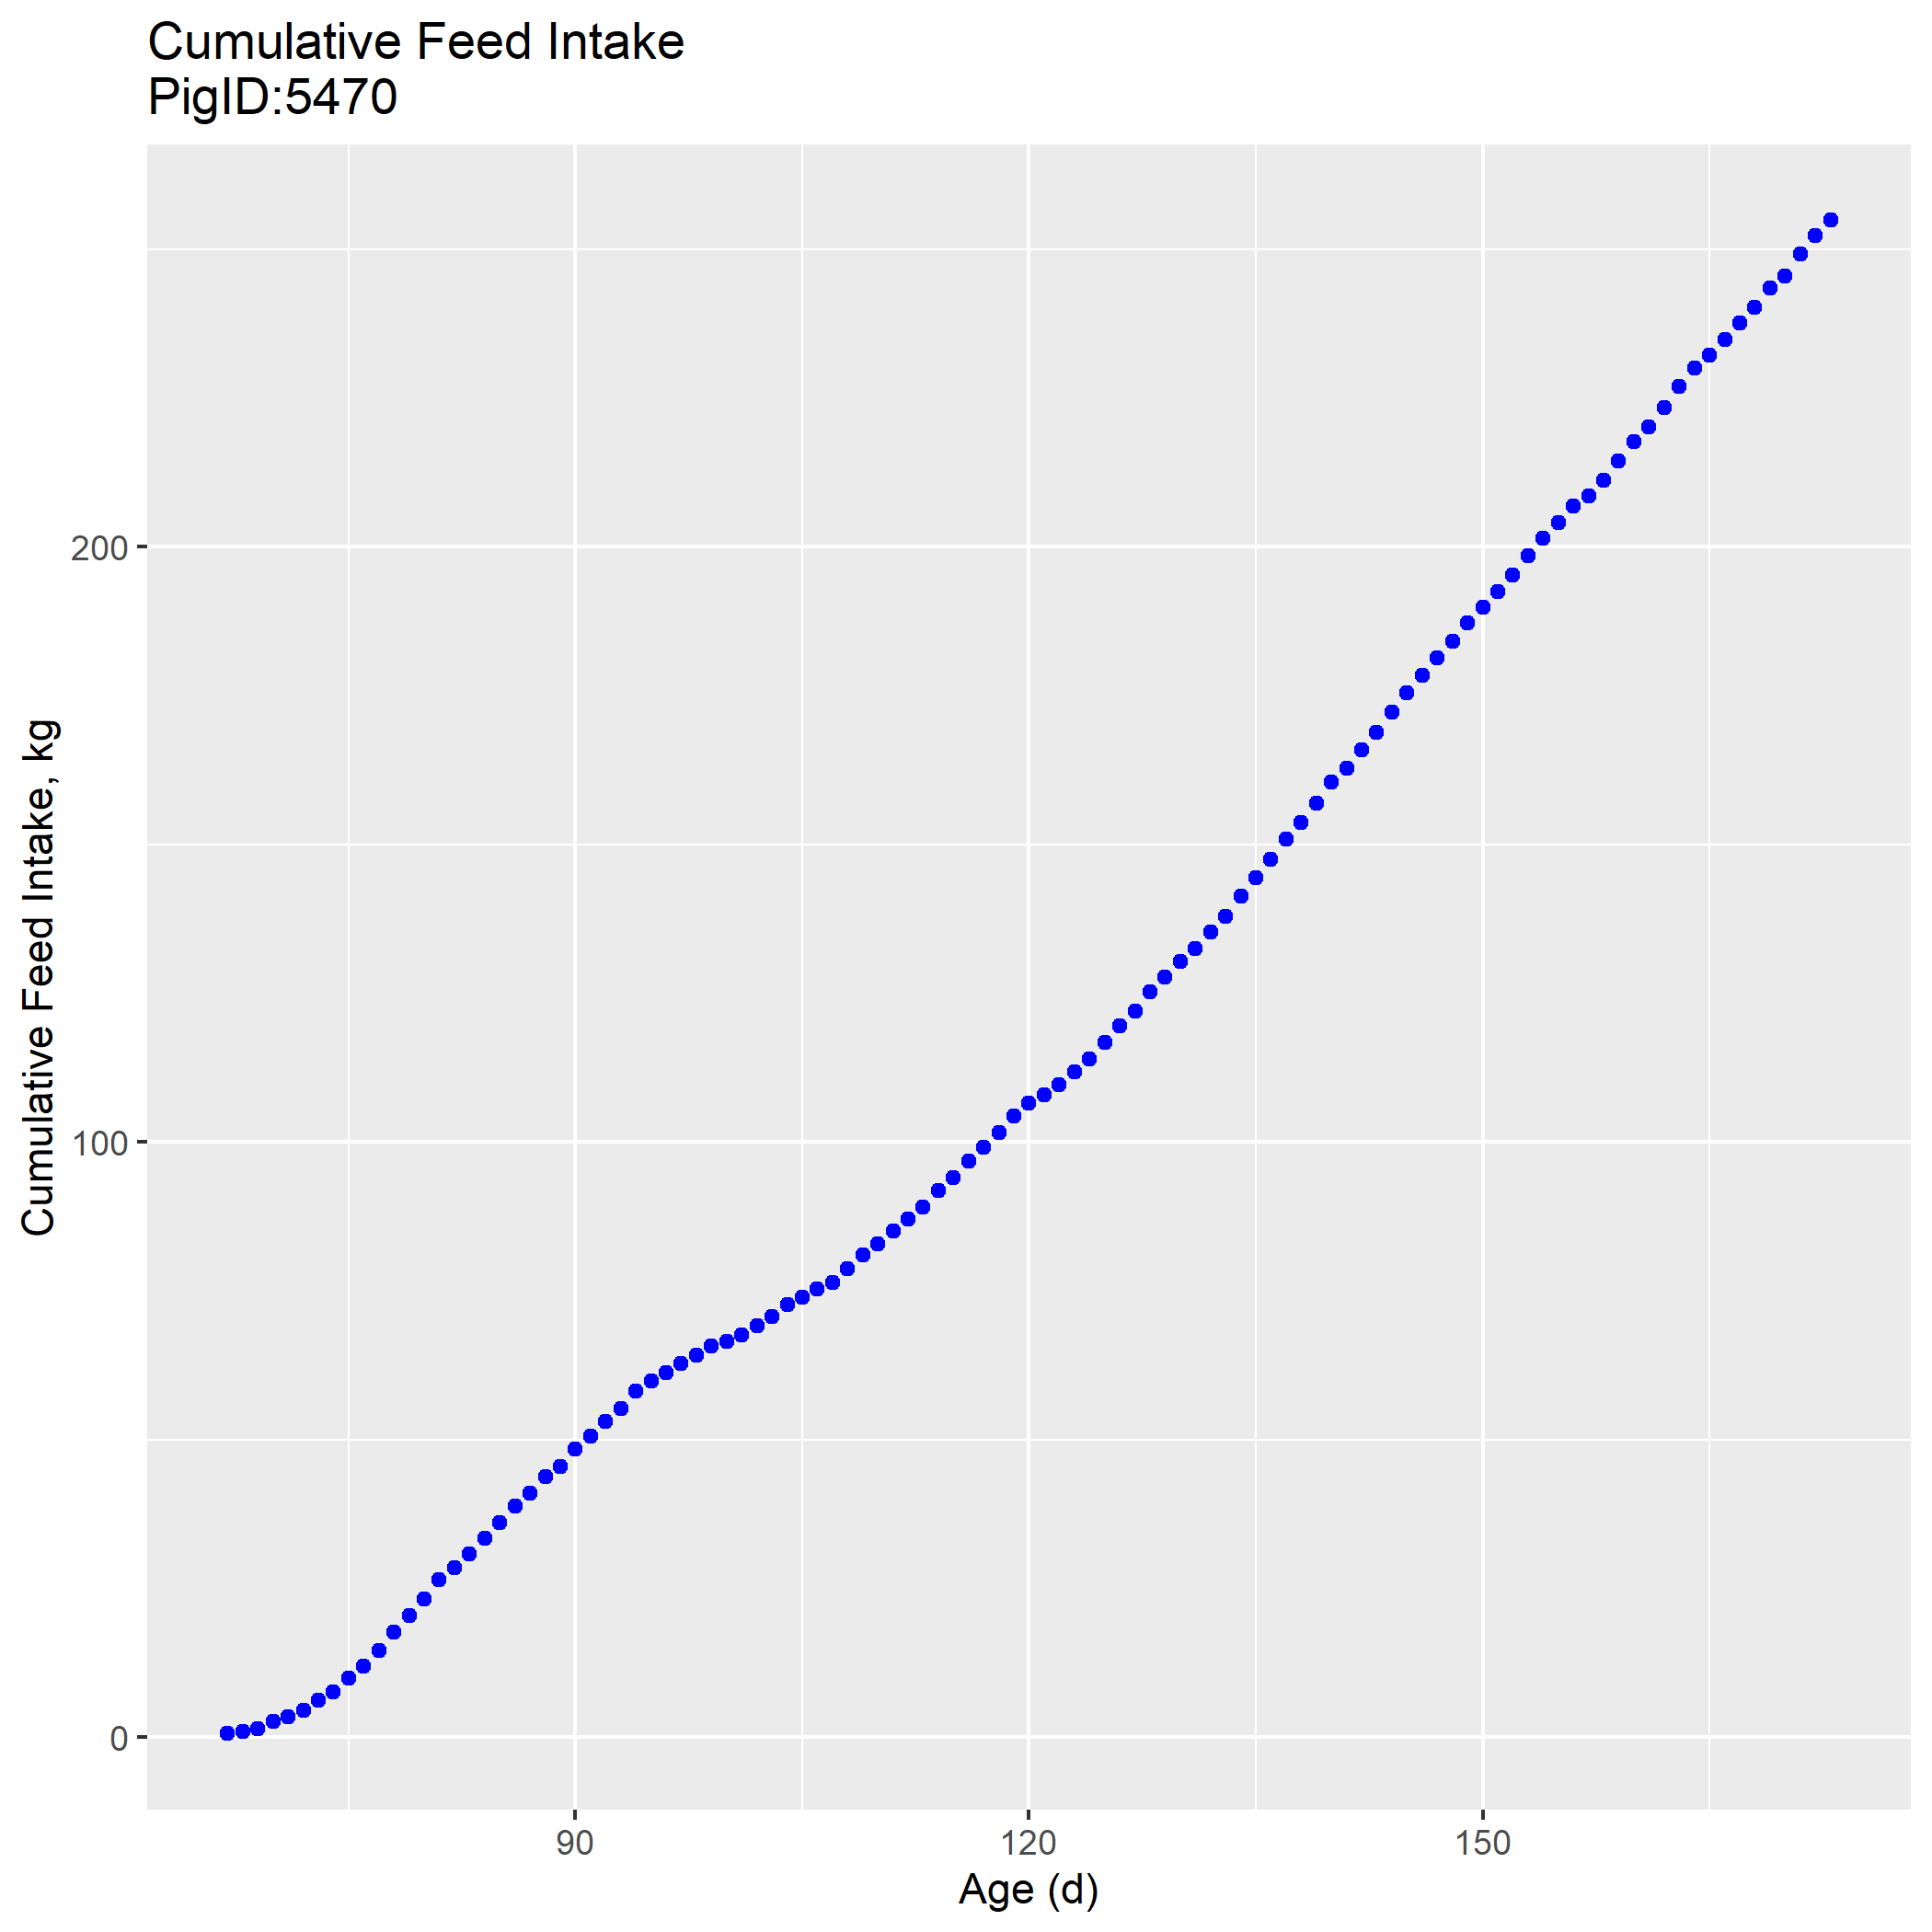 Cumulative Feed Intake
PigID:5470
Cumulative Feed Intake, kg
200
100
0
90
120
150
Age (d)